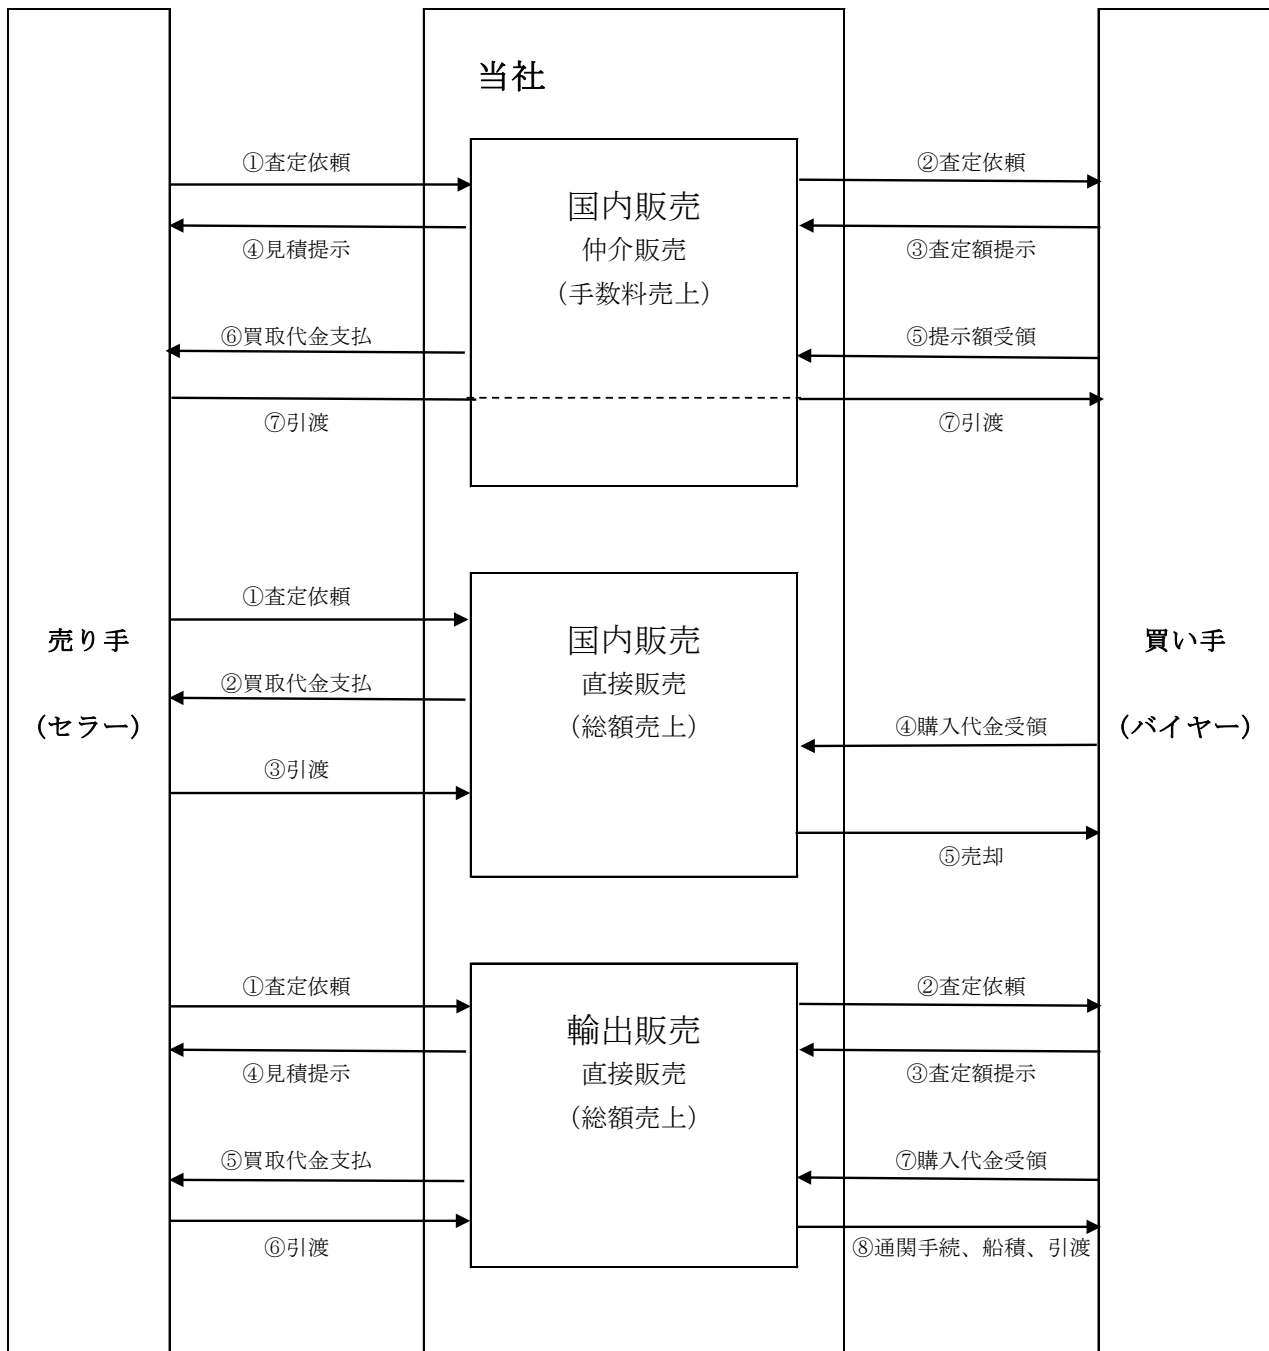 当社
①査定依頼
②査定依頼
国内販売
仲介販売
（手数料売上）
④見積提示
③査定額提示
⑥買取代金支払
⑤提示額受領
⑦引渡
⑦引渡
①査定依頼
国内販売
直接販売
（総額売上）
②買取代金支払
④購入代金受領
③引渡
⑤売却
売り手
（セラー）
買い手
（バイヤー）
①査定依頼
②査定依頼
輸出販売
直接販売
（総額売上）
④見積提示
③査定額提示
⑤買取代金支払
⑦購入代金受領
⑥引渡
⑧通関手続、船積、引渡